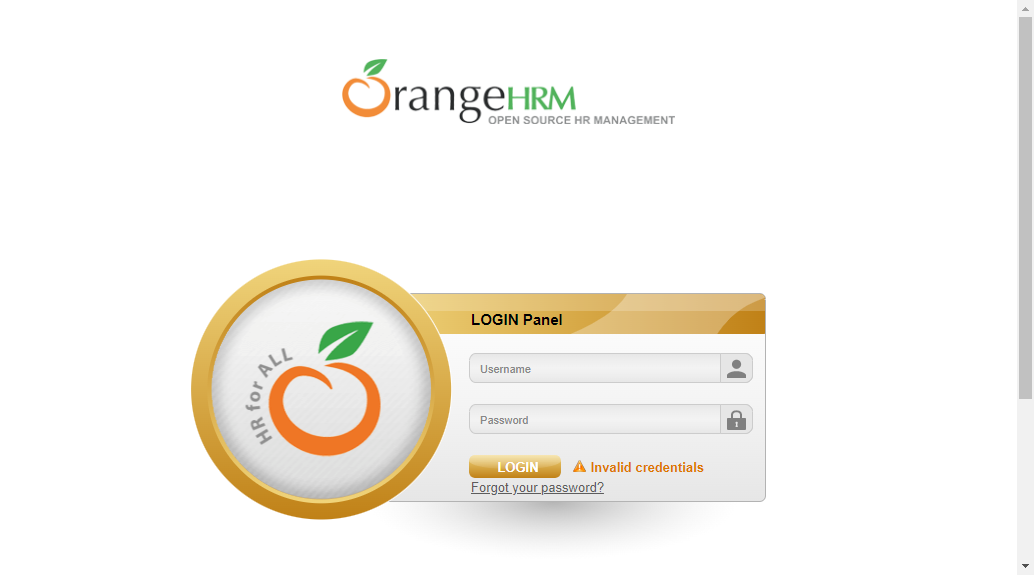 OrangeHRM
OPEN SOURCE HR MANAGEMENT
HR for ALL
LOGIN Panel
Username
Password
LOGIN
Invalid credentials
Forgot your password?